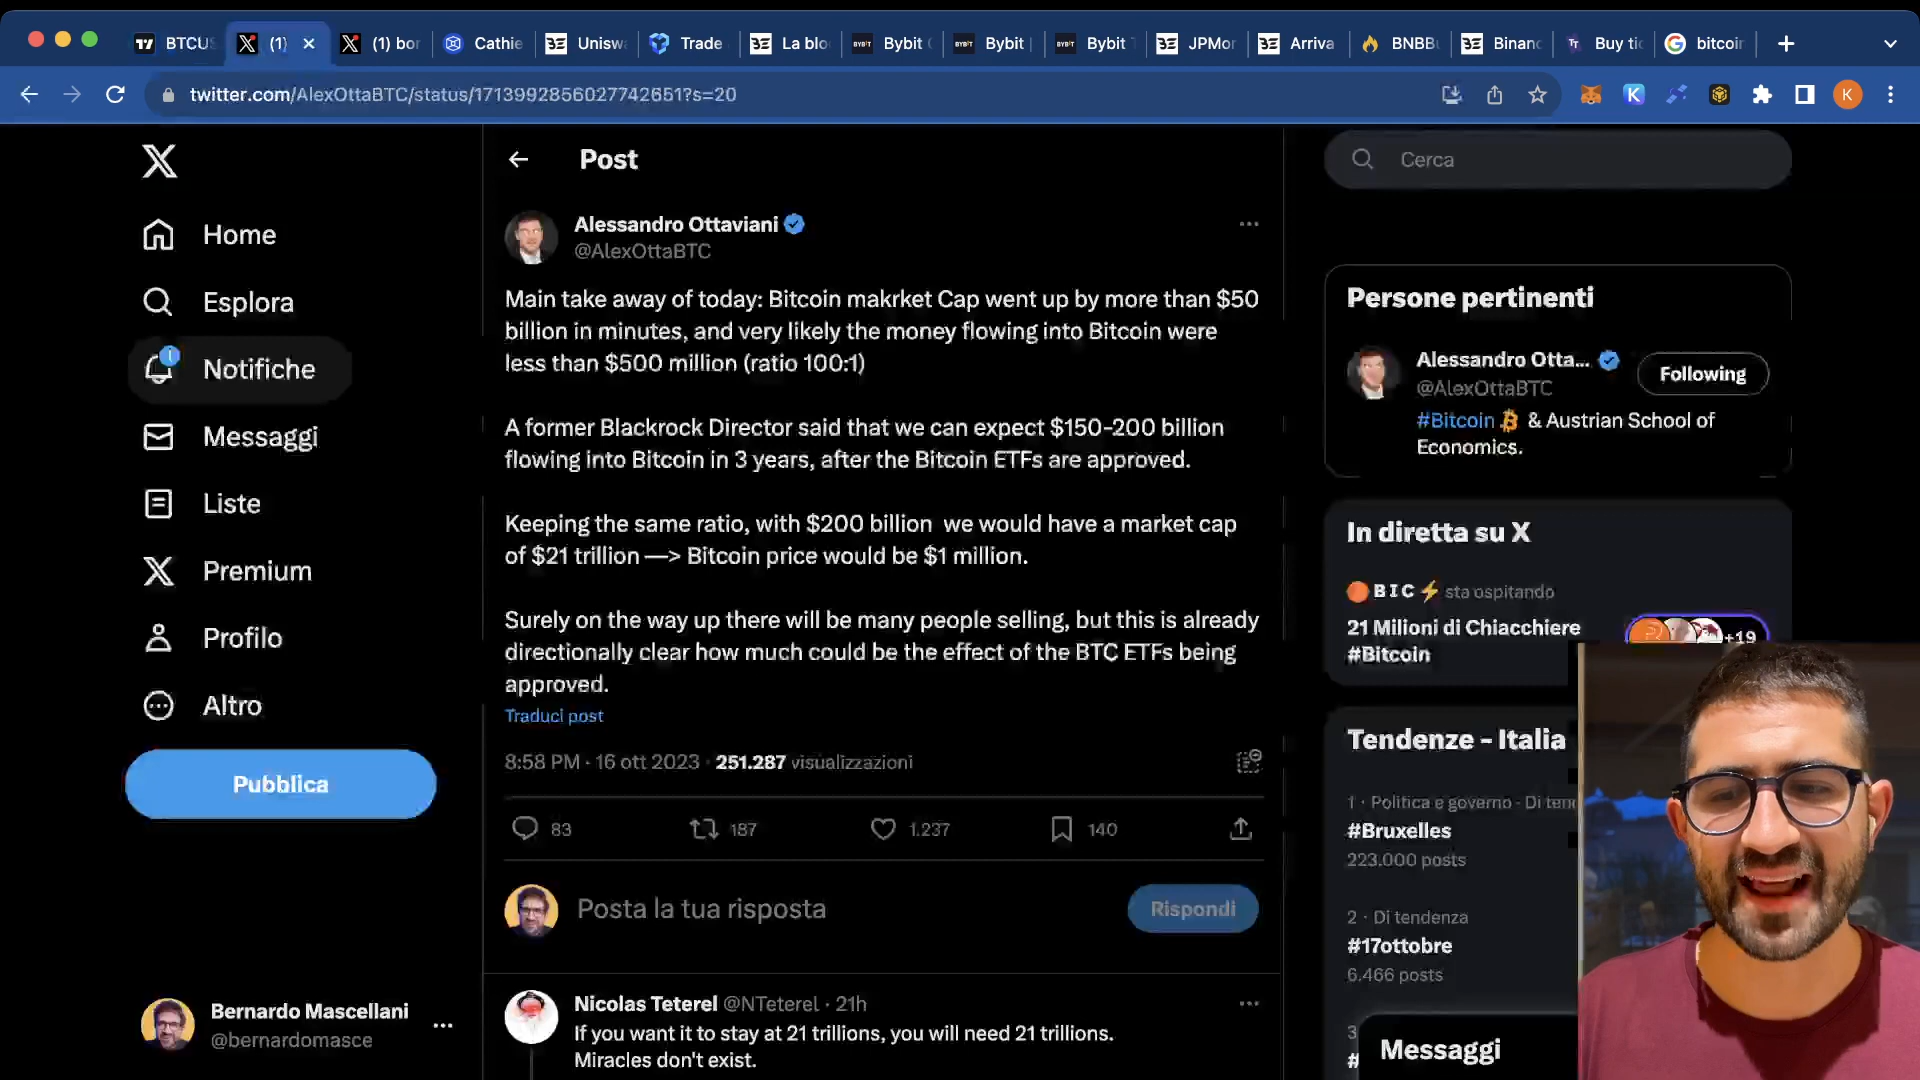 BTCUS
(1)
(1) bor
Cathie
Uniswa
Trade
La blo
Bybit
Bybit
Bybit
JPMor
Arriva
BNBB
Binanc
Buy tic
bitcoin
twitter.com/AlexOttaBTC/status/1713992856027742651?s=20
K
Home
Esplora
Notifiche
Messaggi
Liste
Premium
Profilo
Altro
Pubblica
Bernardo Mascellani
@bernardomasce
Post
Alessandro Ottaviani
@AlexOttaBTC
Main take away of today: Bitcoin makrket Cap went up by more than $50
billion in minutes, and very likely the money flowing into Bitcoin were
less than $500 million (ratio 100:1)
A former Blackrock Director said that we can expect $150-200 billion
flowing into Bitcoin in 3 years, after the Bitcoin ETFs are approved.
Keeping the same ratio, with $200 billion we would have a market cap
of $21 trillion —> Bitcoin price would be $1 million.
Surely on the way up there will be many people selling, but this is already
directionally clear how much could be the effect of the BTC ETFs being
approved.
Traduci post
8:58 PM · 16 ott 2023 · 251.287 visualizzazioni
83
187
1.237
140
Posta la tua risposta
Rispondi
Nicolas Teterel @NTeterel · 21h
If you want it to stay at 21 trillions, you will need 21 trillions.
Miracles don't exist.
Cerca
Persone pertinenti
Alessandro Otta...
@AlexOttaBTC
Following
#Bitcoin & Austrian School of
Economics.
In diretta su X
BIC⚡ sta ospitando
21 Milioni di Chiacchiere
#Bitcoin
+19
Tendenze - Italia
1 · Politica e governo · Di tend
#Bruxelles
223.000 posts
2 · Di tendenza
#17ottobre
6.466 posts
3
#
Messaggi